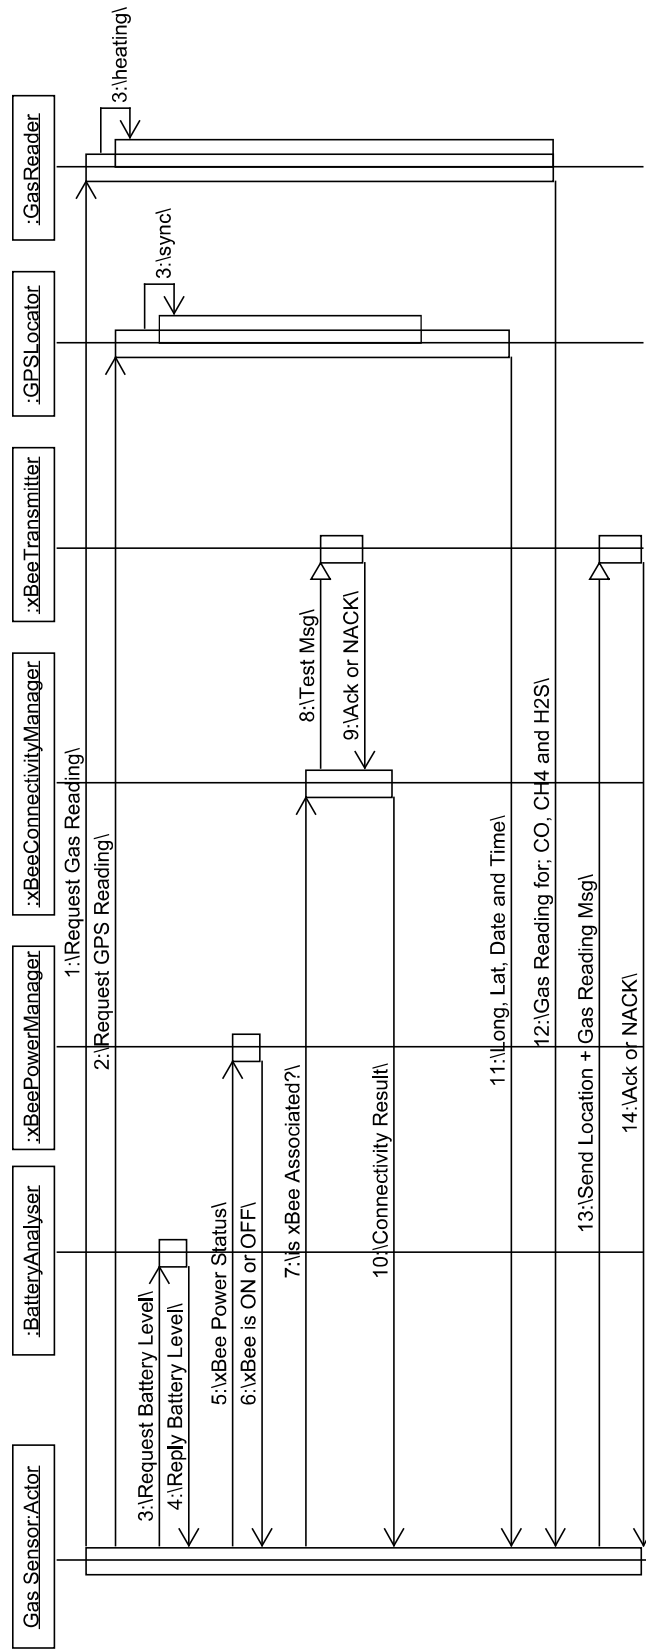 Gas Sensor:Actor
:BatteryAnalyser
:xBeePowerManager
:xBeeConnectivityManager
:xBeeTransmitter
:GPSLocator
:GasReader
1:\Request Gas Reading\
2:\Request GPS Reading\
3:\heating\
3:\sync\
3:\Request Battery Level\
4:\Reply Battery Level\
5:\xBee Power Status\
6:\xBee is ON or OFF\
7:\is xBee Associated?\
8:\Test Msg\
9:\Ack or NACK\
10:\Connectivity Result\
11:\Long, Lat, Date and Time\
12:\Gas Reading for; CO, CH4 and H2S\
13:\Send Location + Gas Reading Msg\
14:\Ack or NACK\